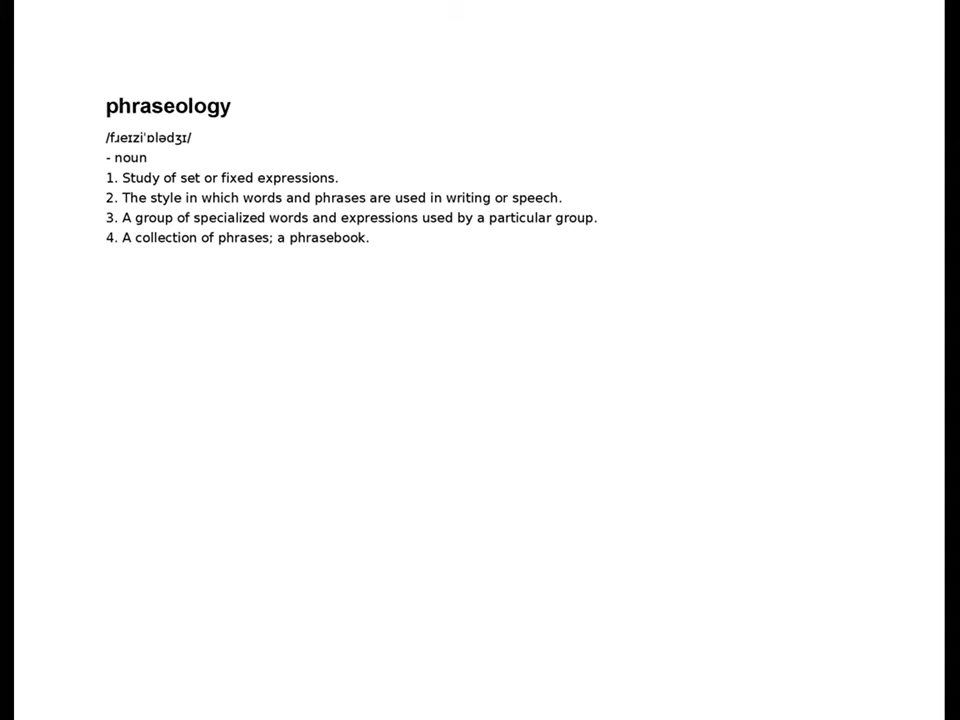 phraseology
/fɹeɪziˈɒlədʒɪ/
- noun
1. Study of set or fixed expressions.
2. The style in which words and phrases are used in writing or speech.
3. A group of specialized words and expressions used by a particular group.
4. A collection of phrases; a phrasebook.